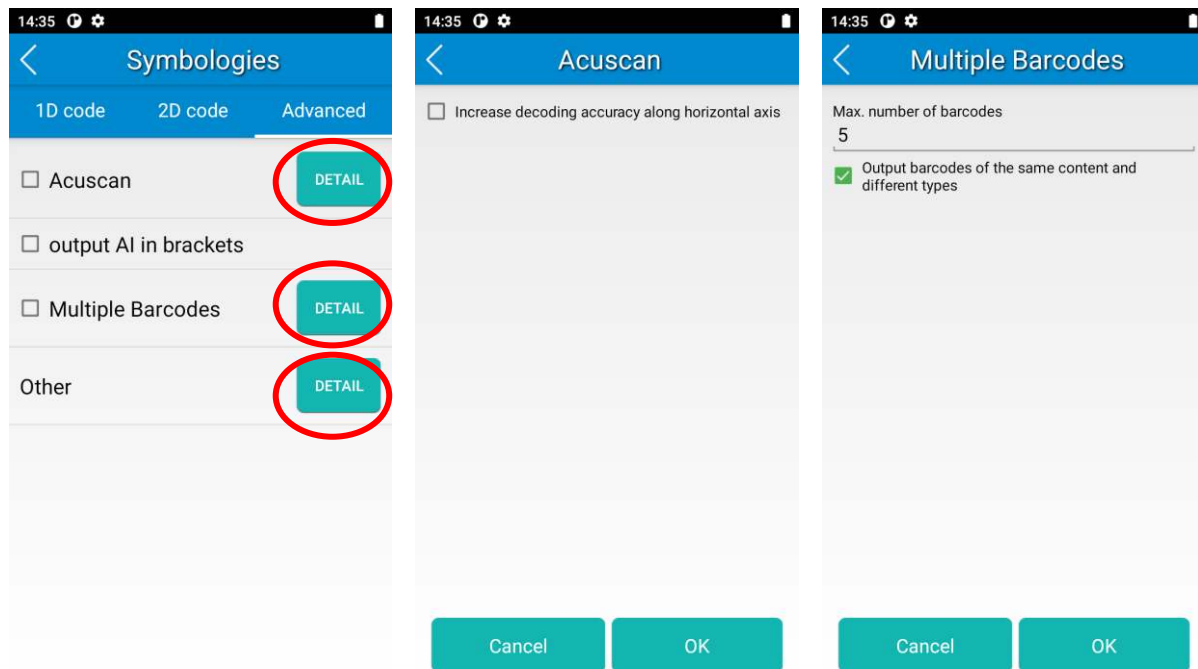 14:35
Symbologies
1D code 2D code Advanced
Acuscan DETAIL
output AI in brackets
Multiple Barcodes DETAIL
Other DETAIL
14:35
Acuscan
Increase decoding accuracy along horizontal axis
Cancel OK
14:35
Multiple Barcodes
Max. number of barcodes
5
Output barcodes of the same content and
different types
Cancel OK